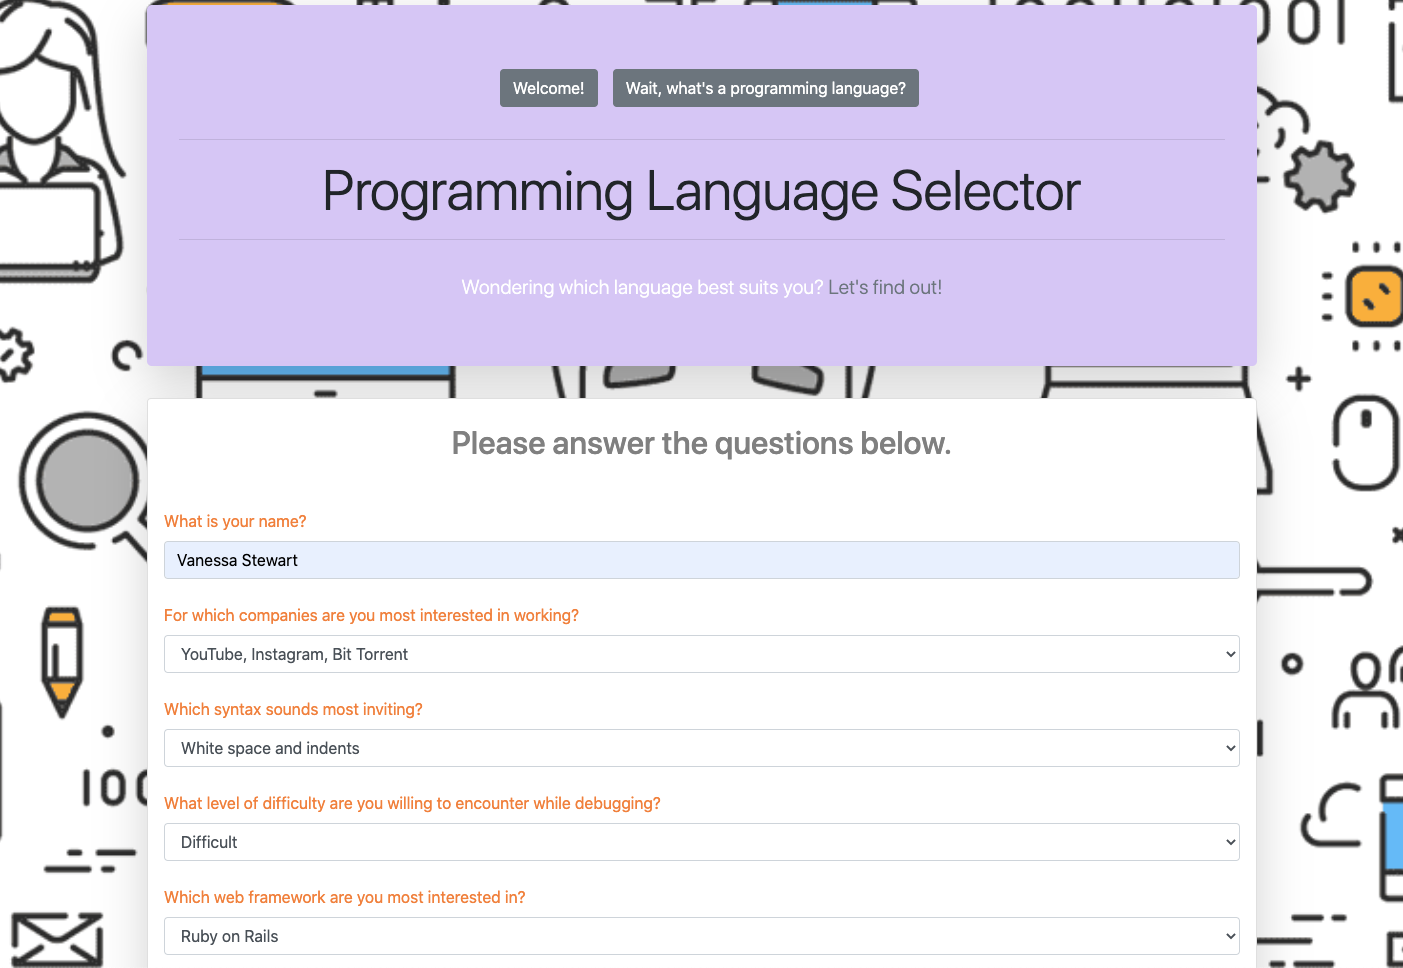 Welcome!
Wait, what's a programming language?
Programming Language Selector
Wondering which language best suits you? Let's find out!
Please answer the questions below.
What is your name?
Vanessa Stewart
For which companies are you most interested in working?
YouTube, Instagram, Bit Torrent
Which syntax sounds most inviting?
White space and indents
What level of difficulty are you willing to encounter while debugging?
Difficult
Which web framework are you most interested in?
Ruby on Rails